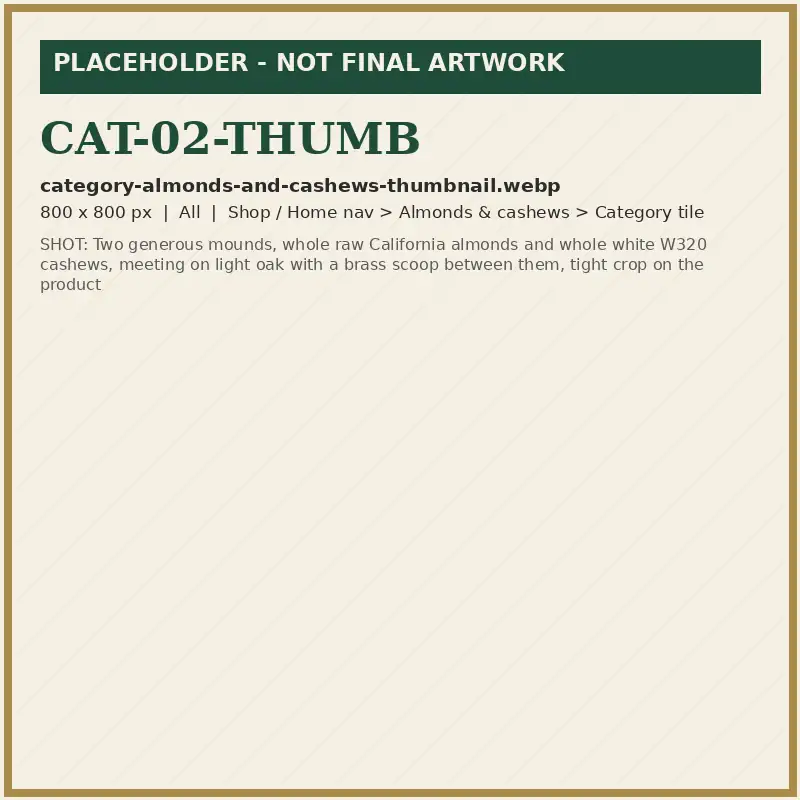 PLACEHOLDER - NOT FINAL ARTWORK
CAT-02-THUMB
category-almonds-and-cashews-thumbnail.webp
800 x 800 px | All | Shop / Home nav > Almonds & cashews > Category tile
SHOT: Two generous mounds, whole raw California almonds and whole white W320
cashews, meeting on light oak with a brass scoop between them, tight crop on the
product